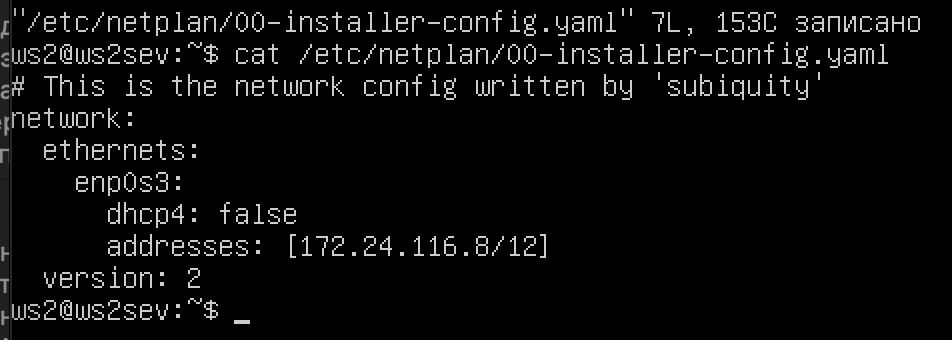 "/etc/netplan/00-installer-config.yaml" 7L, 153C записано
ws2@ws2sev:~$ cat /etc/netplan/00-installer-config.yaml
# This is the network config written by 'subiquity'
network:
  ethernets:
    enp0s3:
      dhcp4: false
      addresses: [172.24.116.8/12]
  version: 2
ws2@ws2sev:~$ _